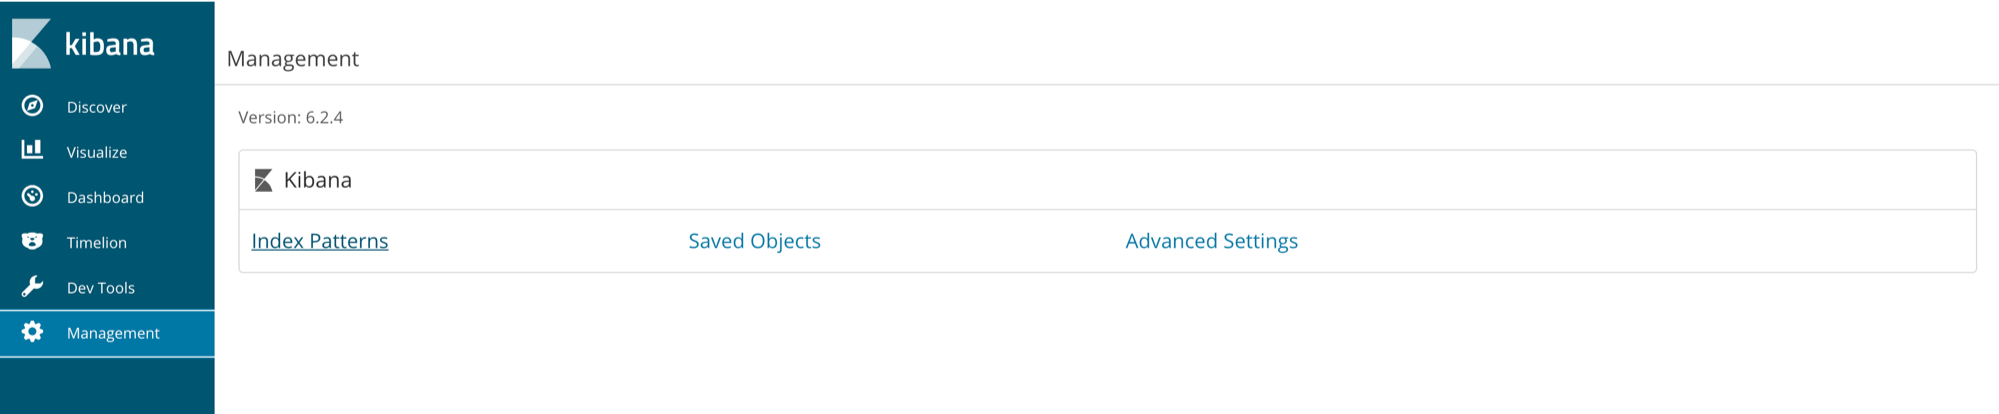 kibana
Discover
Visualize
Dashboard
Timelion
Dev Tools
Management
Management
Version: 6.2.4
Kibana
Index Patterns
Saved Objects
Advanced Settings